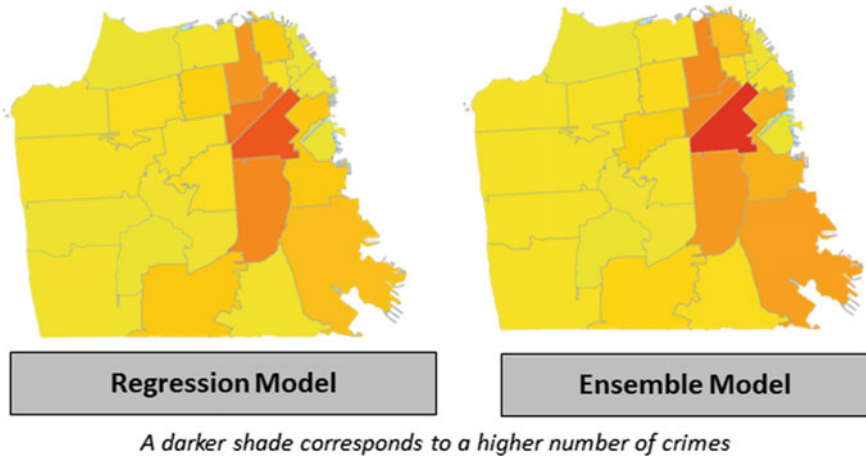 Regression Model
Ensemble Model
A darker shade corresponds to a higher number of crimes